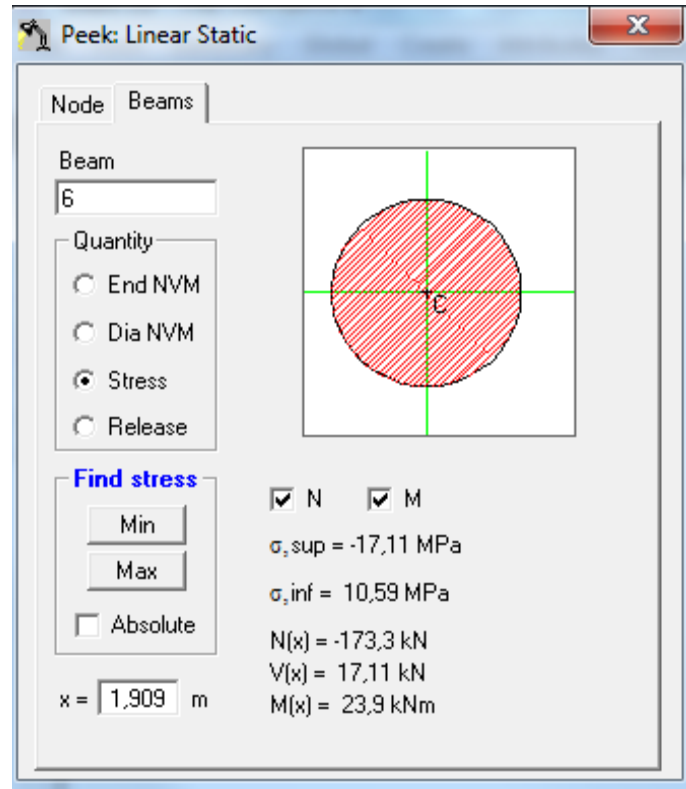 Peek: Linear Static
Node Beams
Beam
6
Quantity
End NVM
Dia NVM
Stress
Release
C
Find stress
Min
Max
Absolute
x = 1,909 m
N M
σ,sup = -17,11 MPa
σ,inf = 10,59 MPa
N(x) = -173,3 kN
V(x) = 17,11 kN
M(x) = 23,9 kNm